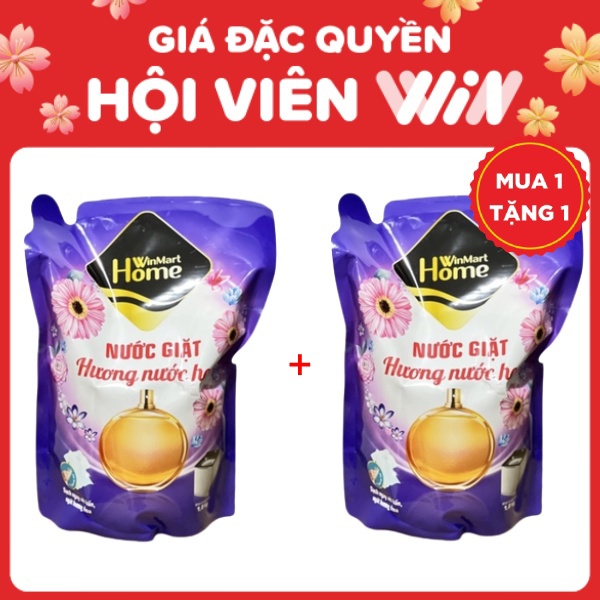 GIÁ ĐẶC QUYỀN
HỘI VIÊN WiN
MUA 1
TẶNG 1
WinMart
Home
NƯỚC GIẶT
Hương nước
+
WinMart
Home
NƯỚC GIẶT
Hương nước